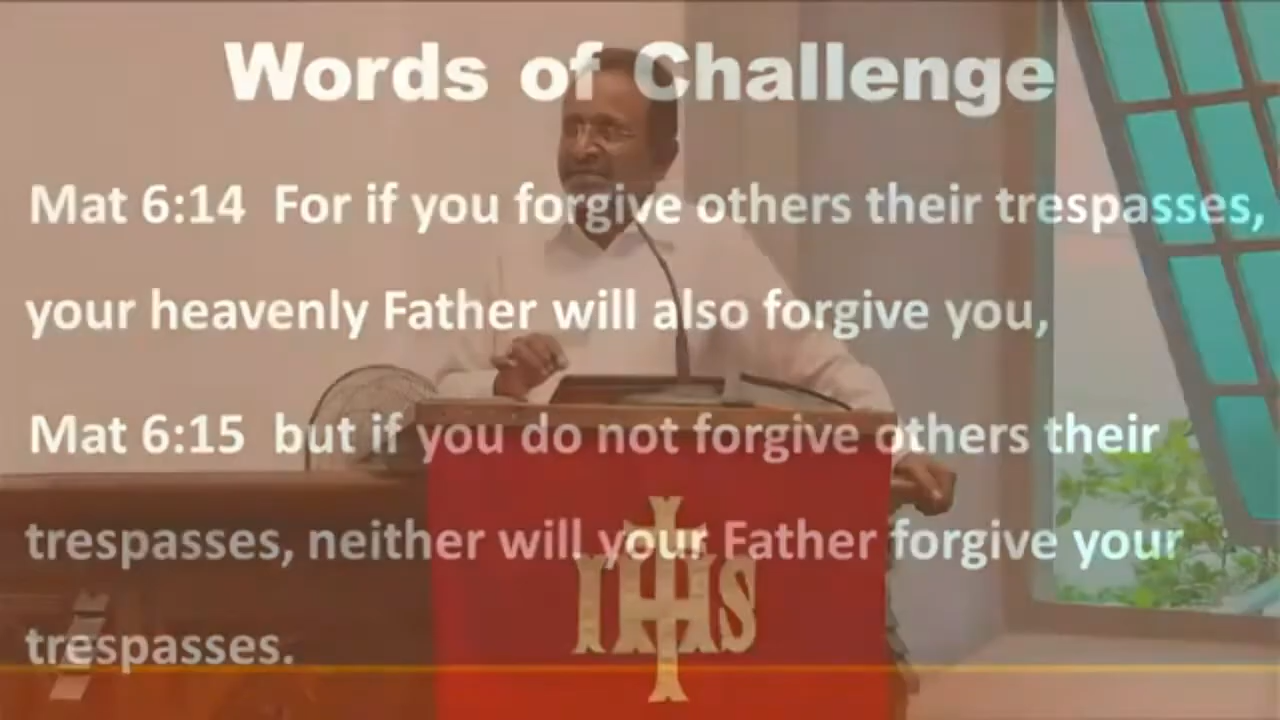 Words of Challenge
Mat 6:14 For if you forgive others their trespasses,
your heavenly Father will also forgive you,
Mat 6:15 but if you do not forgive others their
trespasses, neither will your Father forgive your
trespasses.
IHS